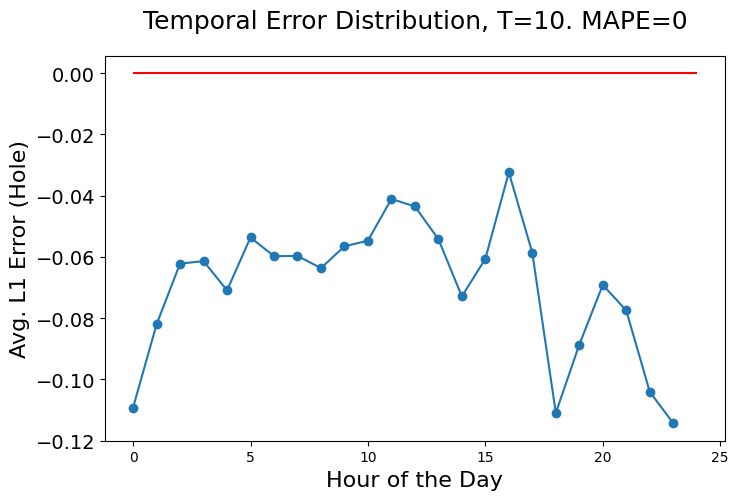 Temporal Error Distribution, T=10. MAPE=0
Avg. L1 Error (Hole)
0.00
−0.02
−0.04
−0.06
−0.08
−0.10
−0.12
0 5 10 15 20 25
Hour of the Day